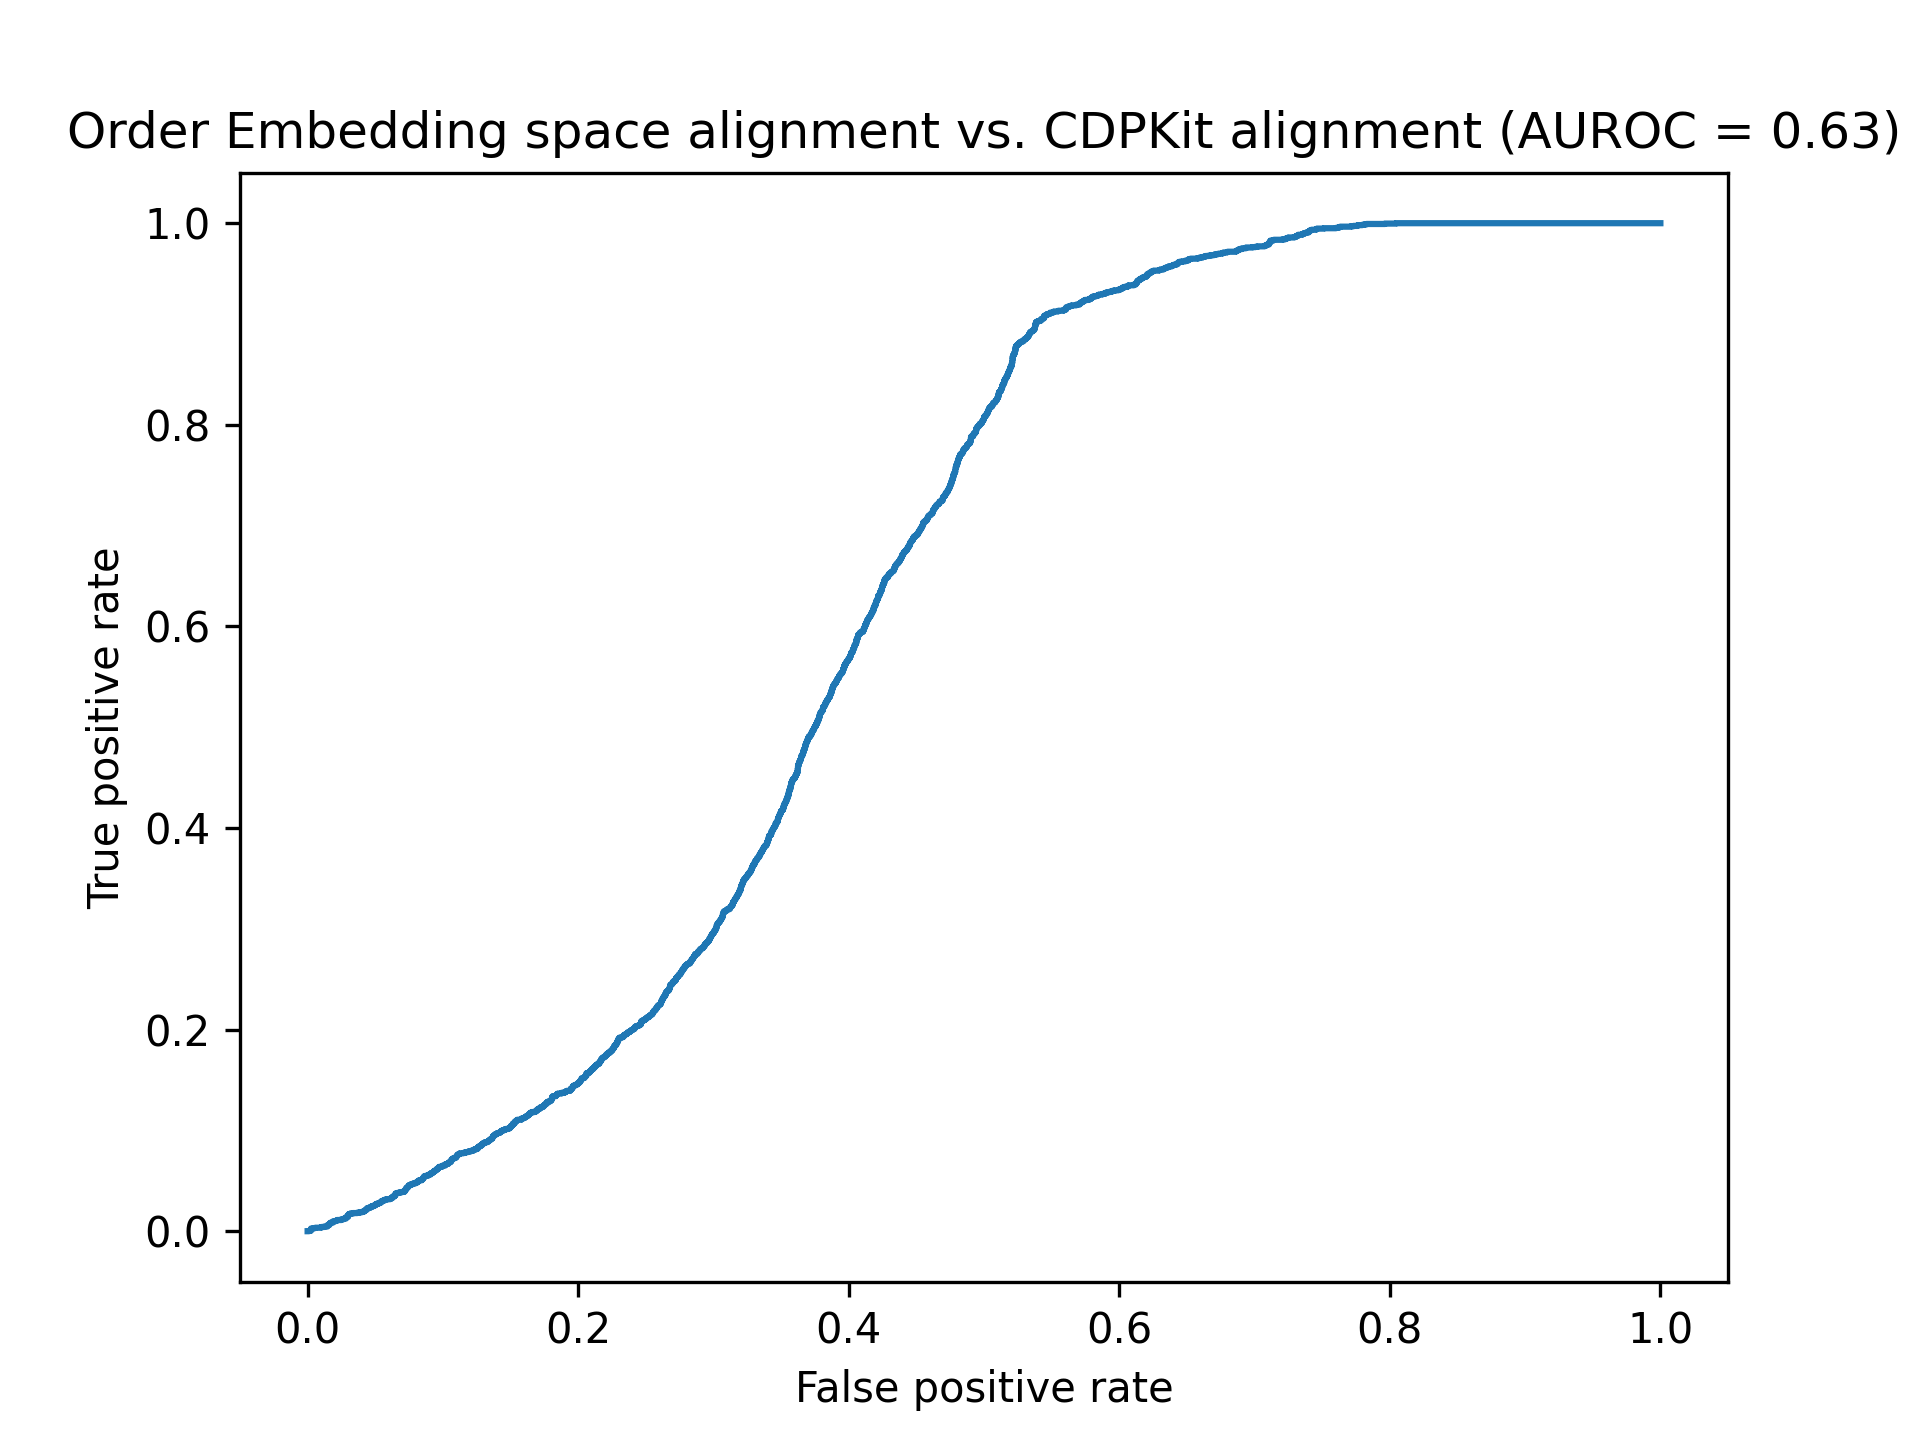 Order Embedding space alignment vs. CDPKit alignment (AUROC = 0.63)
True positive rate
1.0
0.8
0.6
0.4
0.2
0.0
0.0 0.2 0.4 0.6 0.8 1.0
False positive rate